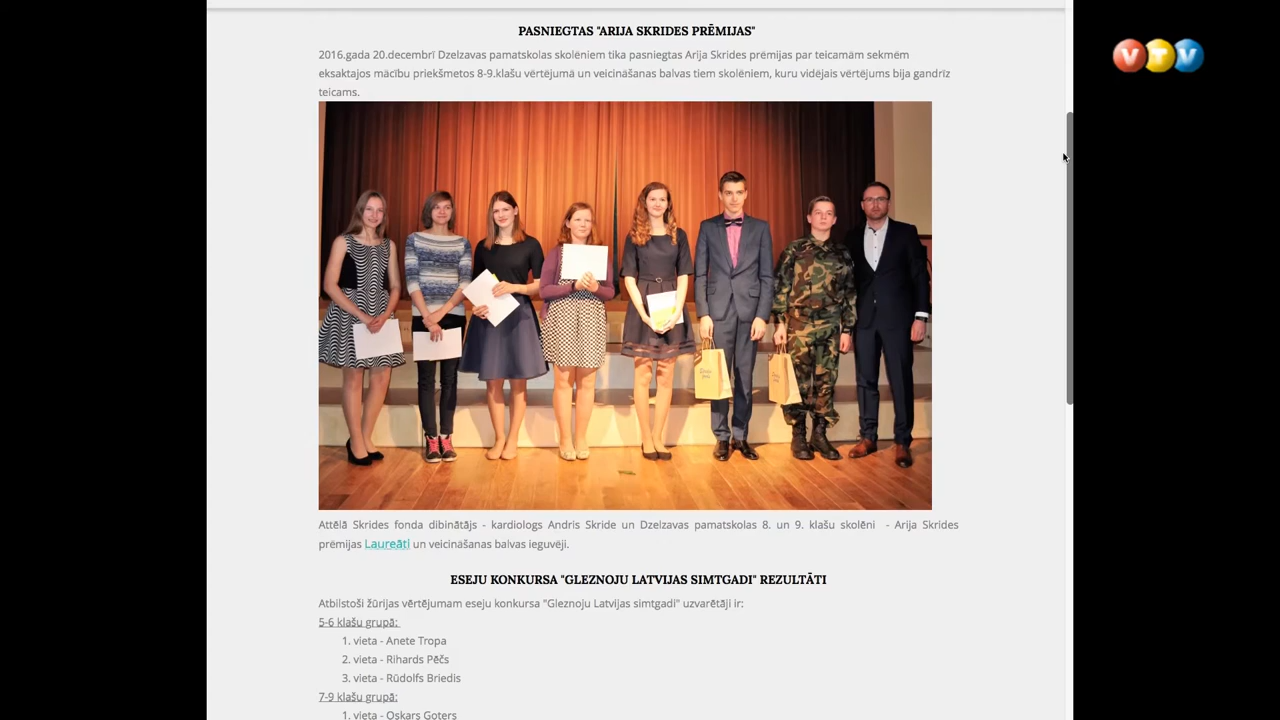 VTV
PASNIEGTAS "ARIJA SKRIDES PRĒMIJAS"
2016.gada 20.decembrī Dzelzavas pamatskolas skolēniem tika pasniegtas Arija Skrides prēmijas par teicamām sekmēm
eksaktajos mācību priekšmetos 8-9.klašu vērtējumā un veicināšanas balvas tiem skolēniem, kuru vidējais vērtējums bija gandrīz
teicams.
Attēlā Skrides fonda dibinātājs - kardiologs Andris Skride un Dzelzavas pamatskolas 8. un 9. klašu skolēni - Arija Skrides
prēmijas Laureāti un veicināšanas balvas ieguvēji.
ESEJU KONKURSA "GLEZNOJU LATVIJAS SIMTGADI" REZULTĀTI
Atbilstoši žūrijas vērtējumam eseju konkursa "Gleznoju Latvijas simtgadi" uzvarētāji ir:
5-6 klašu grupā:
1. vieta - Anete Tropa
2. vieta - Rihards Pēčs
3. vieta - Rūdolfs Briedis
7-9 klašu grupā:
1. vieta - Oskars Goters